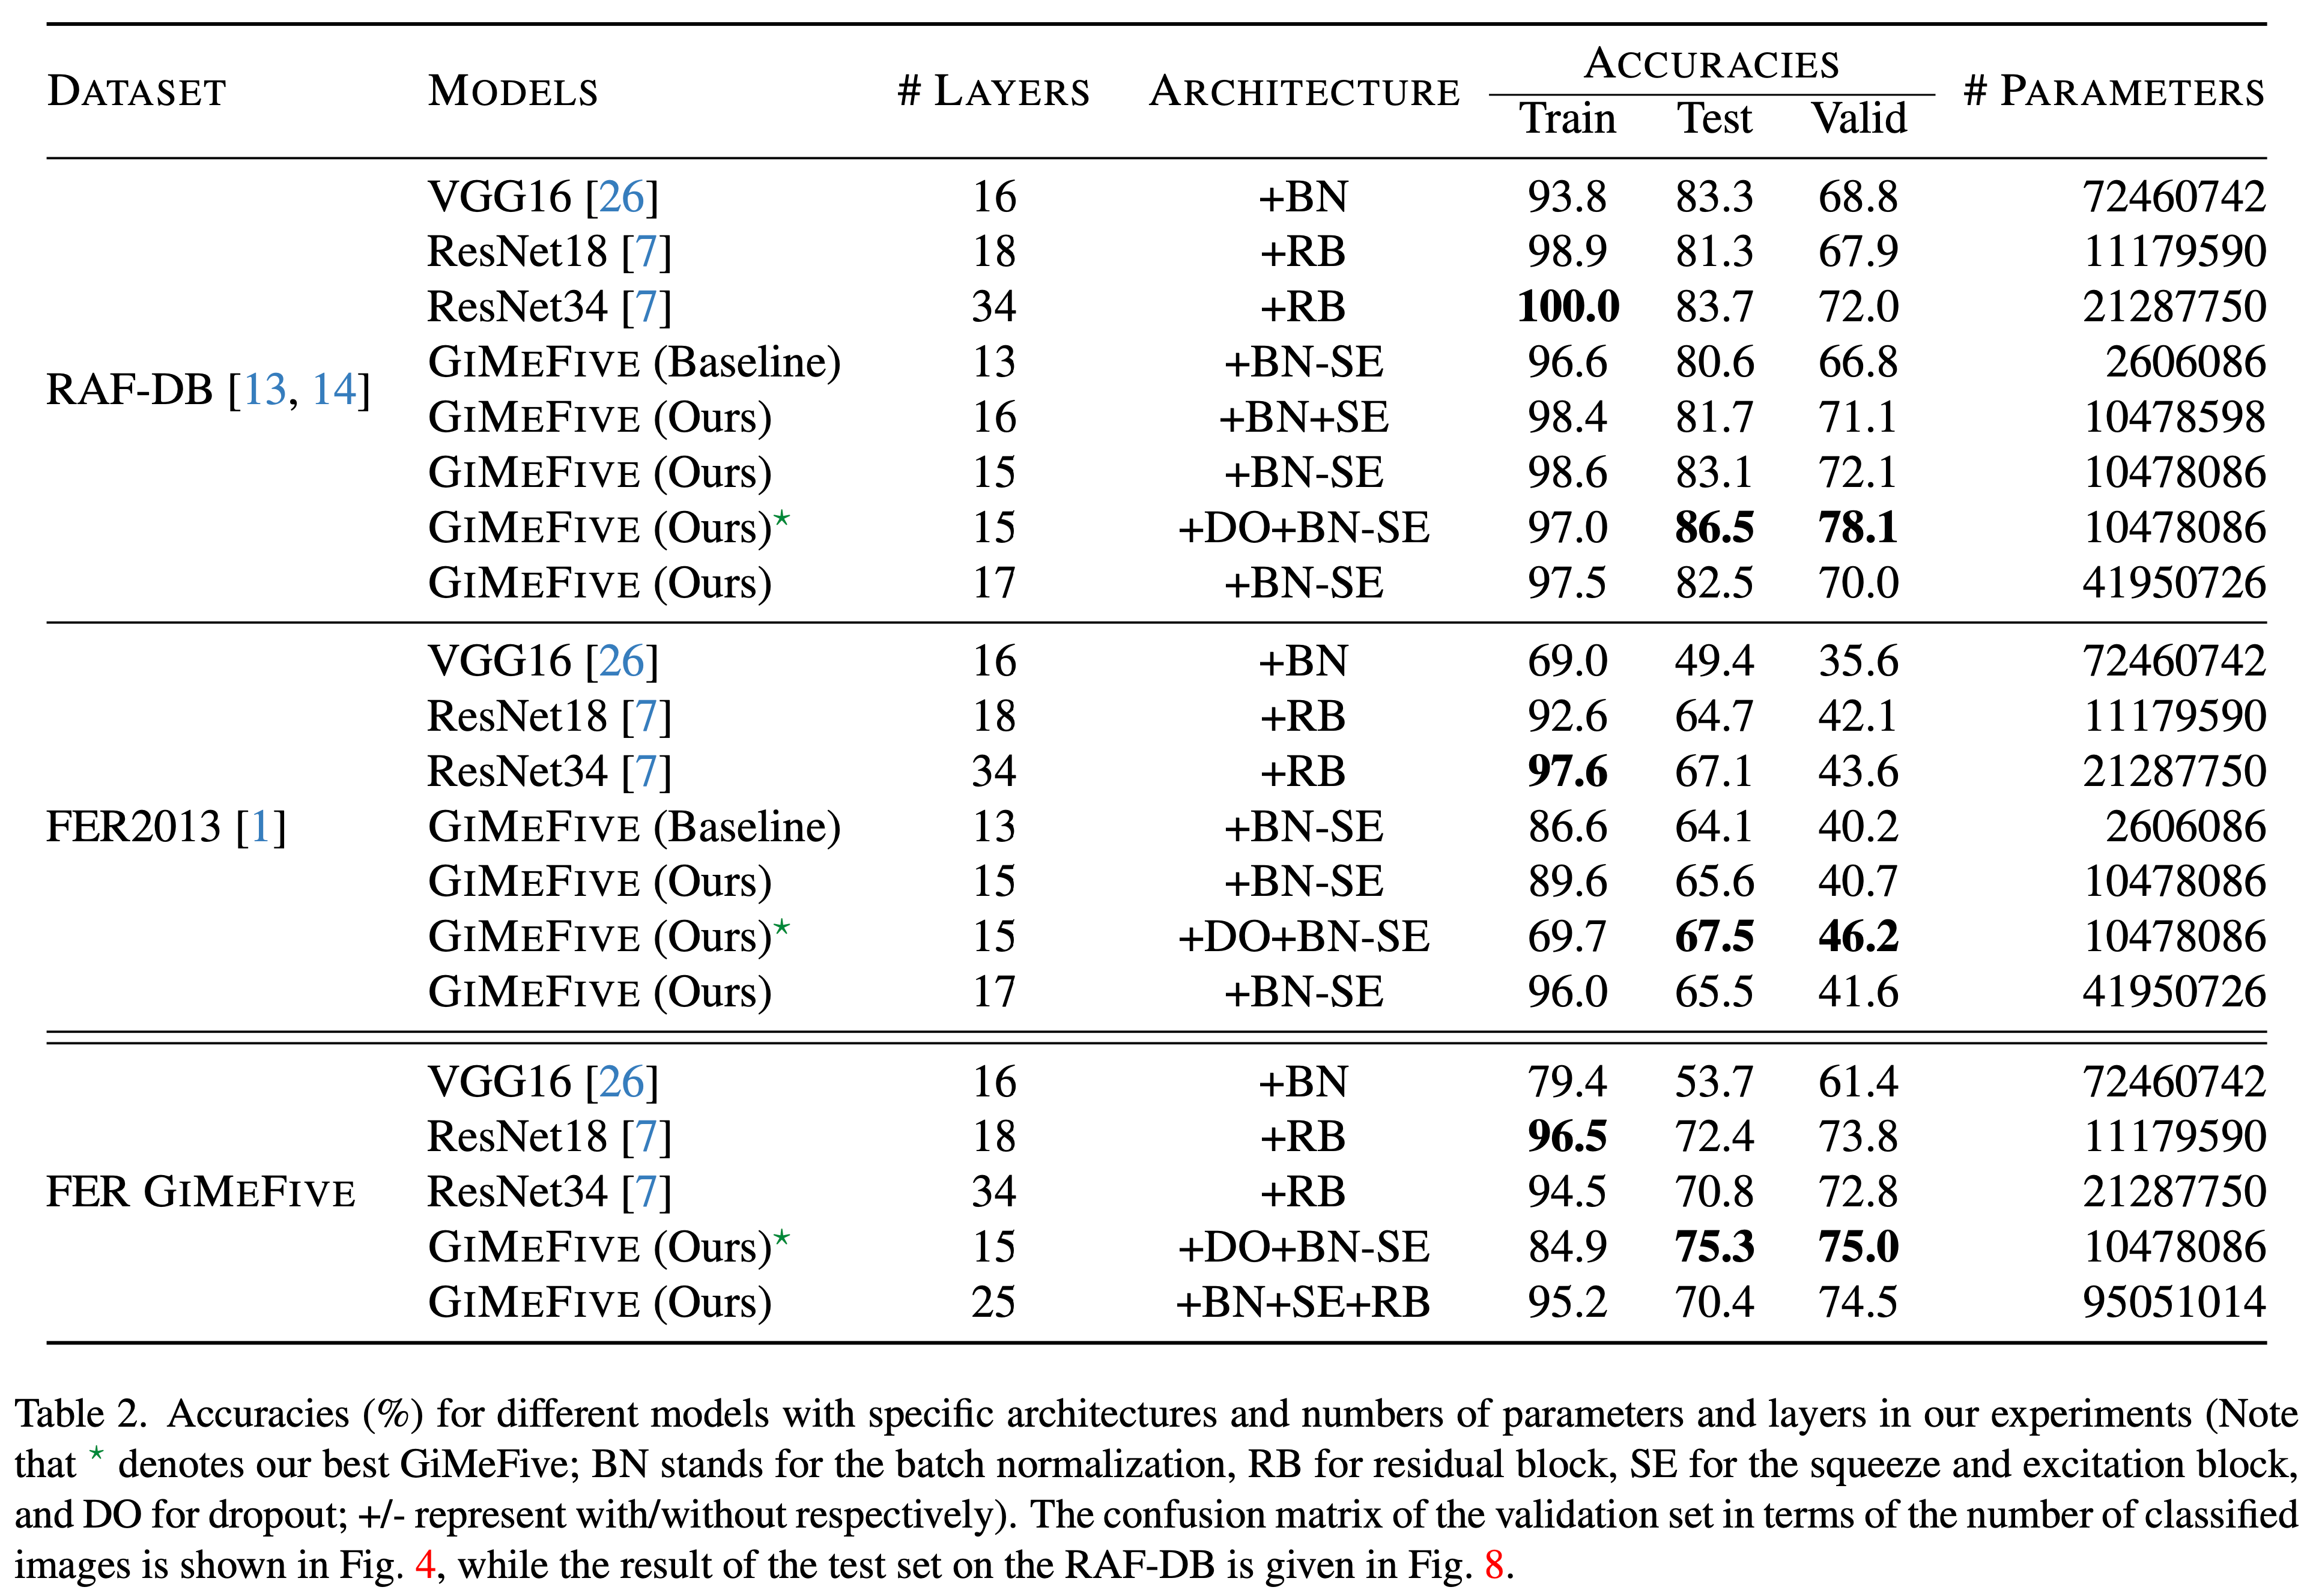 DATASET MODELS # LAYERS ARCHITECTURE ACCURACIES # PARAMETERS
Train Test Valid
VGG16 [26] 16 +BN 93.8 83.3 68.8 72460742
ResNet18 [7] 18 +RB 98.9 81.3 67.9 11179590
ResNet34 [7] 34 +RB 100.0 83.7 72.0 21287750
GIMEFIVE (Baseline) 13 +BN-SE 96.6 80.6 66.8 2606086
RAF-DB [13, 14]
GIMEFIVE (Ours) 16 +BN+SE 98.4 81.7 71.1 10478598
GIMEFIVE (Ours) 15 +BN-SE 98.6 83.1 72.1 10478086
GIMEFIVE (Ours)* 15 +DO+BN-SE 97.0 86.5 78.1 10478086
GIMEFIVE (Ours) 17 +BN-SE 97.5 82.5 70.0 41950726
VGG16 [26] 16 +BN 69.0 49.4 35.6 72460742
ResNet18 [7] 18 +RB 92.6 64.7 42.1 11179590
ResNet34 [7] 34 +RB 97.6 67.1 43.6 21287750
FER2013 [1] GIMEFIVE (Baseline) 13 +BN-SE 86.6 64.1 40.2 2606086
GIMEFIVE (Ours) 15 +BN-SE 89.6 65.6 40.7 10478086
GIMEFIVE (Ours)* 15 +DO+BN-SE 69.7 67.5 46.2 10478086
GIMEFIVE (Ours) 17 +BN-SE 96.0 65.5 41.6 41950726
VGG16 [26] 16 +BN 79.4 53.7 61.4 72460742
ResNet18 [7] 18 +RB 96.5 72.4 73.8 11179590
FER GIMEFIVE ResNet34 [7] 34 +RB 94.5 70.8 72.8 21287750
GIMEFIVE (Ours)* 15 +DO+BN-SE 84.9 75.3 75.0 10478086
GIMEFIVE (Ours) 25 +BN+SE+RB 95.2 70.4 74.5 95051014
Table 2. Accuracies (%) for different models with specific architectures and numbers of parameters and layers in our experiments (Note
that * denotes our best GiMeFive; BN stands for the batch normalization, RB for residual block, SE for the squeeze and excitation block,
and DO for dropout; +/- represent with/without respectively). The confusion matrix of the validation set in terms of the number of classified
images is shown in Fig. 4, while the result of the test set on the RAF-DB is given in Fig. 8.